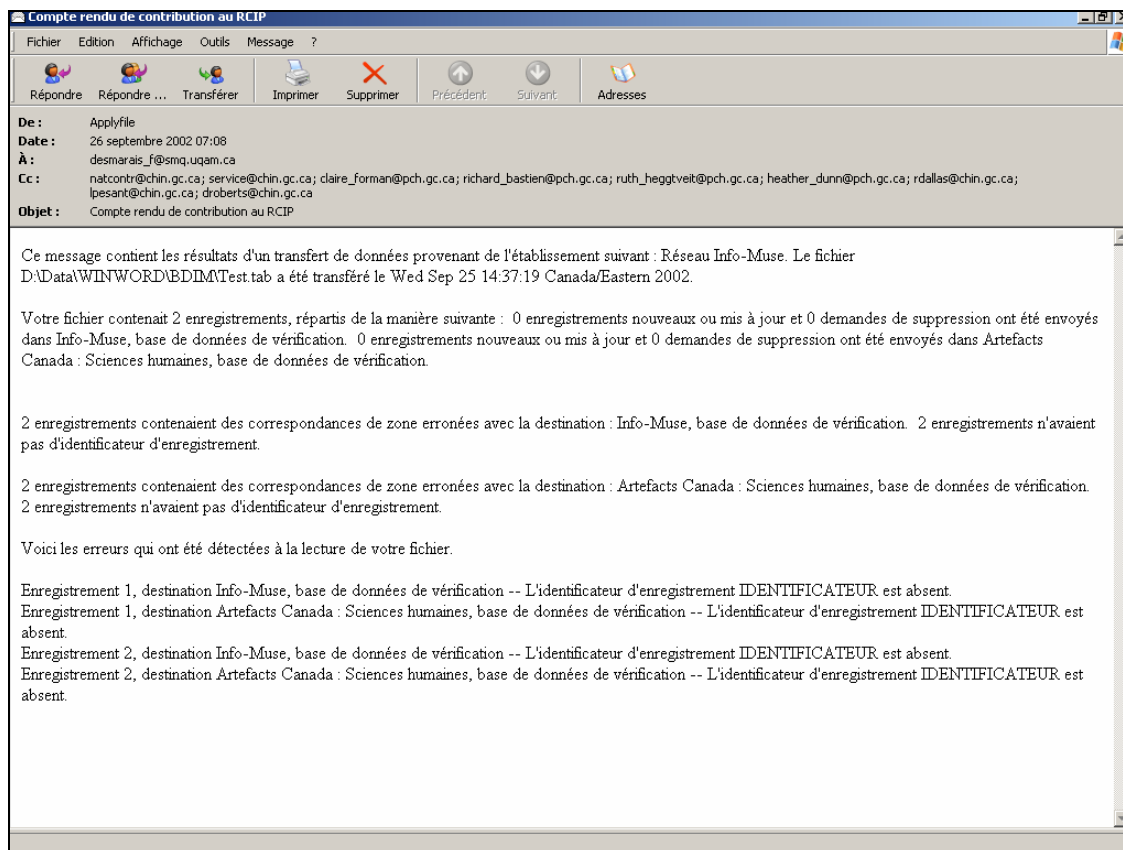 Compte rendu de contribution au RCIP
Fichier Edition Affichage Outils Message ?
Répondre Répondre ... Transférer Imprimer Supprimer Précédent Suivant Adresses
De : Applyfile
Date : 26 septembre 2002 07:08
À : desmarais_f@smq.uqam.ca
Cc : natcontr@chin.gc.ca; service@chin.gc.ca; claire_forman@pch.gc.ca; richard_bastien@pch.gc.ca; ruth_heggtveit@pch.gc.ca; heather_dunn@pch.gc.ca; rdallas@chin.gc.ca;
lpesant@chin.gc.ca; droberts@chin.gc.ca
Objet : Compte rendu de contribution au RCIP
Ce message contient les résultats d'un transfert de données provenant de l'établissement suivant : Réseau Info-Muse. Le fichier
D:\Data\WINWORD\BDIM\Test.tab a été transféré le Wed Sep 25 14:37:19 Canada/Eastern 2002.
Votre fichier contenait 2 enregistrements, répartis de la manière suivante : 0 enregistrements nouveaux ou mis à jour et 0 demandes de suppression ont été envoyés
dans Info-Muse, base de données de vérification. 0 enregistrements nouveaux ou mis à jour et 0 demandes de suppression ont été envoyés dans Artefacts
Canada : Sciences humaines, base de données de vérification.
2 enregistrements contenaient des correspondances de zone erronées avec la destination : Info-Muse, base de données de vérification. 2 enregistrements n'avaient
pas d'identificateur d'enregistrement.
2 enregistrements contenaient des correspondances de zone erronées avec la destination : Artefacts Canada : Sciences humaines, base de données de vérification.
2 enregistrements n'avaient pas d'identificateur d'enregistrement.
Voici les erreurs qui ont été détectées à la lecture de votre fichier.
Enregistrement 1, destination Info-Muse, base de données de vérification -- L'identificateur d'enregistrement IDENTIFICATEUR est absent.
Enregistrement 1, destination Artefacts Canada : Sciences humaines, base de données de vérification -- L'identificateur d'enregistrement IDENTIFICATEUR est
absent.
Enregistrement 2, destination Info-Muse, base de données de vérification -- L'identificateur d'enregistrement IDENTIFICATEUR est absent.
Enregistrement 2, destination Artefacts Canada : Sciences humaines, base de données de vérification -- L'identificateur d'enregistrement IDENTIFICATEUR est
absent.